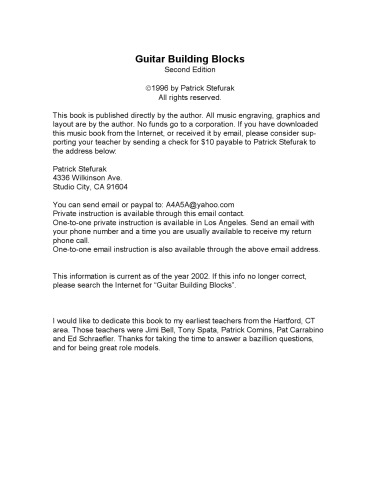 Guitar Building Blocks
Second Edition
©1996 by Patrick Stefurak
All rights reserved.
This book is published directly by the author. All music engraving, graphics and
layout are by the author. No funds go to a corporation. If you have downloaded
this music book from the Internet, or received it by email, please consider sup-
porting your teacher by sending a check for $10 payable to Patrick Stefurak to
the address below:
Patrick Stefurak
4336 Wilkinson Ave.
Studio City, CA 91604
You can send email or paypal to: A4A5A@yahoo.com
Private instruction is available through this email contact.
One-to-one private instruction is available in Los Angeles. Send an email with
your phone number and a time you are usually available to receive my return
phone call.
One-to-one email instruction is also available through the above email address.
This information is current as of the year 2002. If this info no longer correct,
please search the Internet for “Guitar Building Blocks”.
I would like to dedicate this book to my earliest teachers from the Hartford, CT
area. Those teachers were Jimi Bell, Tony Spata, Patrick Comins, Pat Carrabino
and Ed Schraefler. Thanks for taking the time to answer a bazillion questions,
and for being great role models.